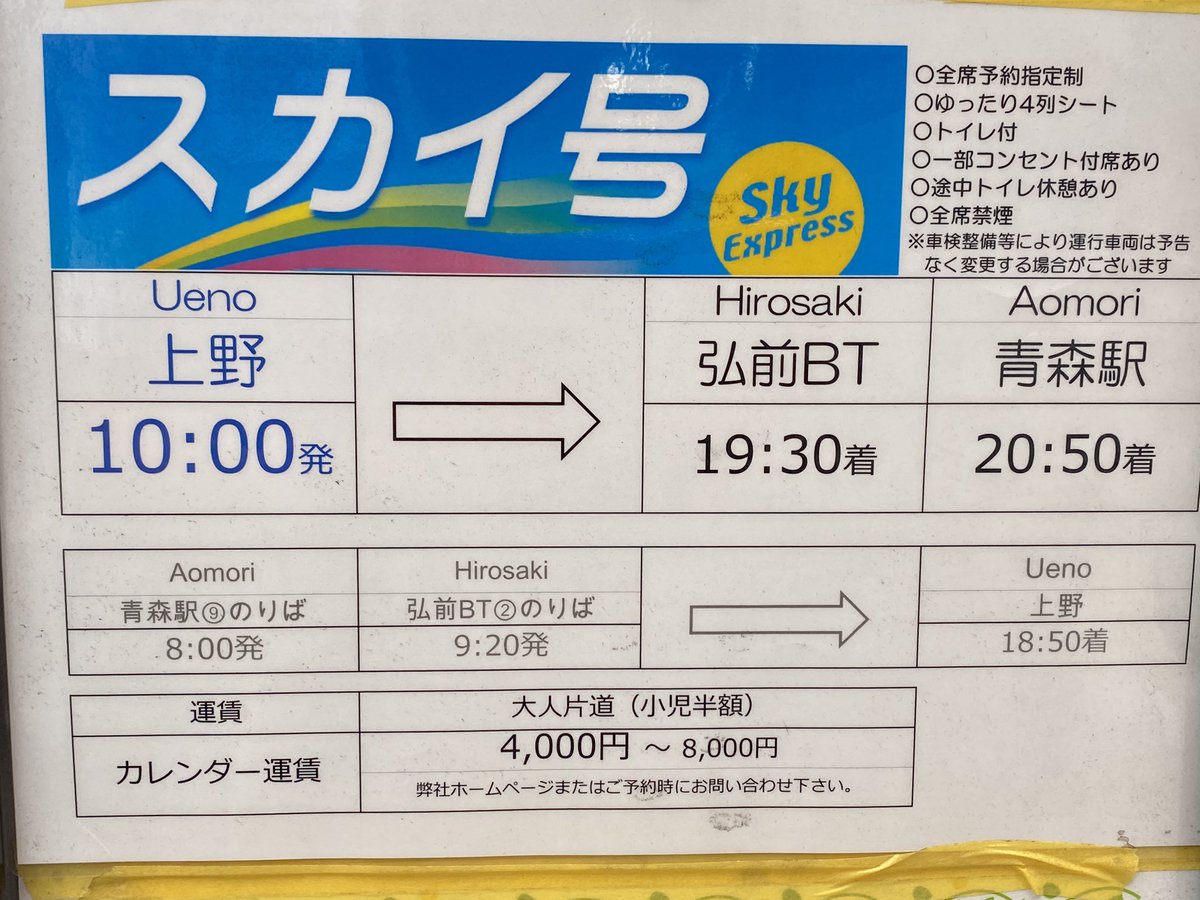 スカイ号
Sky
Express
○全席予約指定制
○ゆったり4列シート
○トイレ付
○一部コンセント付席あり
○途中トイレ休憩あり
○全席禁煙
※車検整備等により運行車両は予告
なく変更する場合がございます
Ueno Hirosaki Aomori
上野 弘前BT 青森駅
10:00発 19:30着 20:50着
Aomori Hirosaki Ueno
青森駅⑨のりば 弘前BT②のりば 上野
8:00発 9:20発 18:50着
運賃 大人片道（小児半額）
カレンダー運賃 4,000円 ～ 8,000円
弊社ホームページまたはご予約時にお問い合わせ下さい。